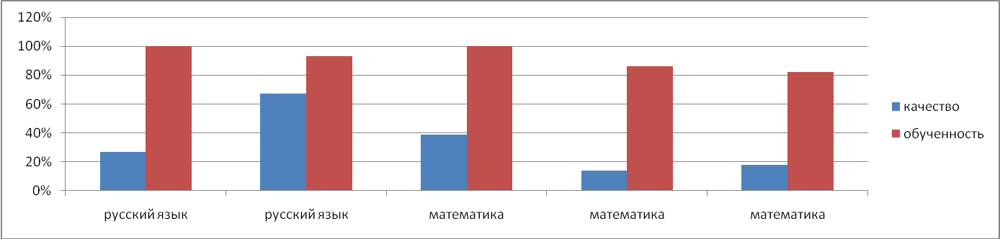 120%
100%
80%
60%
40%
20%
0%
русский язык
русский язык
математика
математика
математика
качество
обученность